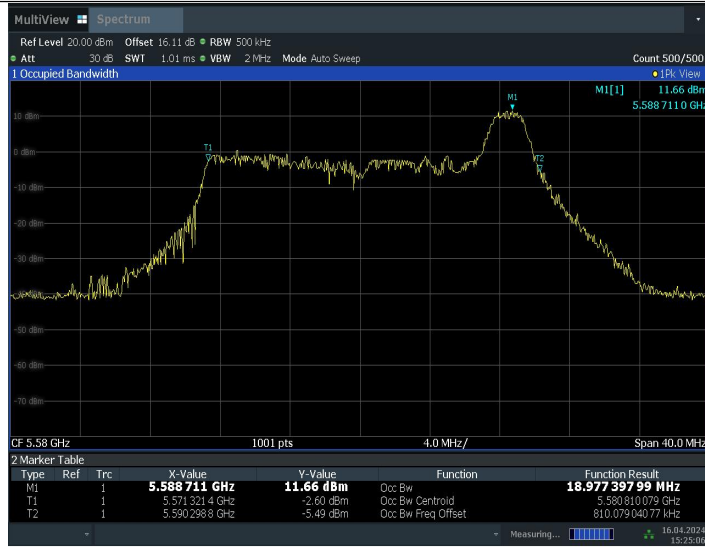 MultiView Spectrum
Ref Level 20.00 dBm Offset 16.11 dB RBW 500 kHz
Att 30 dB SWT 1.01 ms VBW 2 MHz Mode Auto Sweep Count 500/500
1 Occupied Bandwidth 1Pk View
M1[1] 11.66 dBm
5.588 711 0 GHz
M1
10 dBm
0 dBm
T1
T2
-10 dBm
-20 dBm
-30 dBm
-50 dBm
-60 dBm
-70 dBm
CF 5.58 GHz 1001 pts 4.0 MHz/ Span 40.0 MHz
2 Marker Table
Type Ref Trc X-Value Y-Value Function Function Result
M1 1 5.588 711 GHz 11.66 dBm Occ Bw 18.977 397 99 MHz
T1 1 5.571 321 4 GHz -2.60 dBm Occ Bw Centroid 5.580 810 079 GHz
T2 1 5.590 298 8 GHz -5.49 dBm Occ Bw Freq Offset 810.079 040 77 kHz
Measuring... 16.04.2024
15:25:06